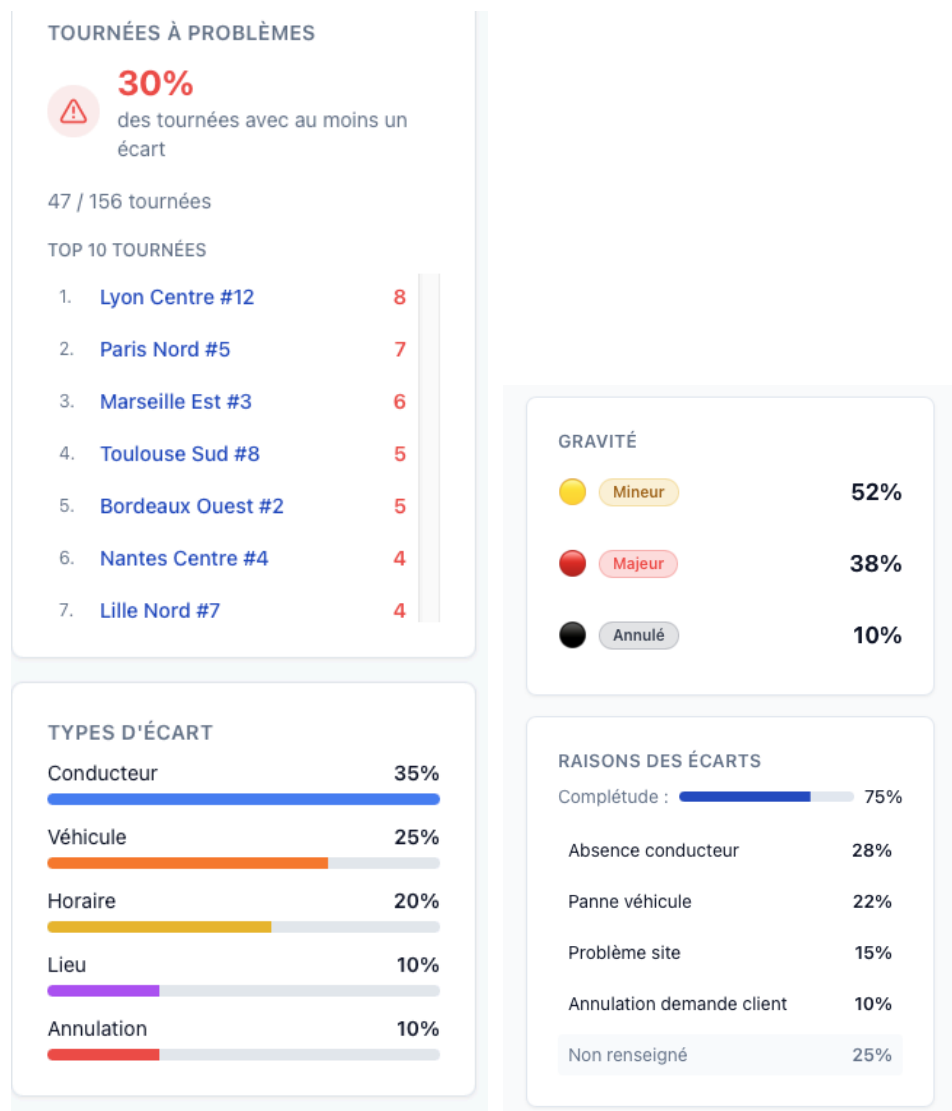 TOURNÉES À PROBLÈMES
30%
des tournées avec au moins un
écart
47 / 156 tournées
TOP 10 TOURNÉES
1. Lyon Centre #12 8
2. Paris Nord #5 7
3. Marseille Est #3 6
4. Toulouse Sud #8 5
5. Bordeaux Ouest #2 5
6. Nantes Centre #4 4
7. Lille Nord #7 4
TYPES D'ÉCART
Conducteur 35%
Véhicule 25%
Horaire 20%
Lieu 10%
Annulation 10%
GRAVITÉ
Mineur 52%
Majeur 38%
Annulé 10%
RAISONS DES ÉCARTS
Complétude : 75%
Absence conducteur 28%
Panne véhicule 22%
Problème site 15%
Annulation demande client 10%
Non renseigné 25%